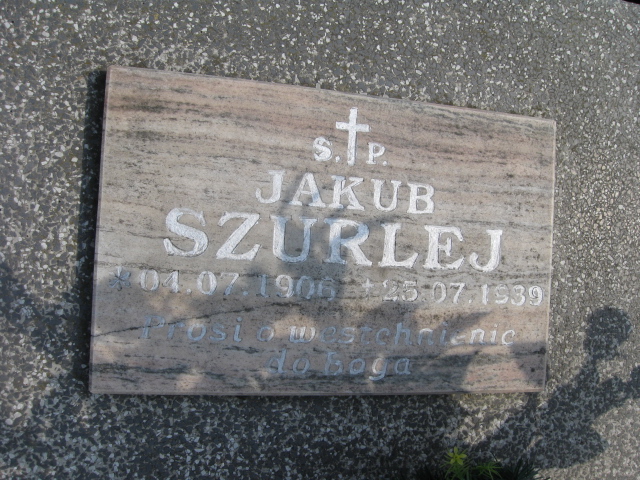 S. P.
JAKUB
SZURLEJ
* 04.07.1906 + 25.07.1939
Prosi o westchnienie
do Boga